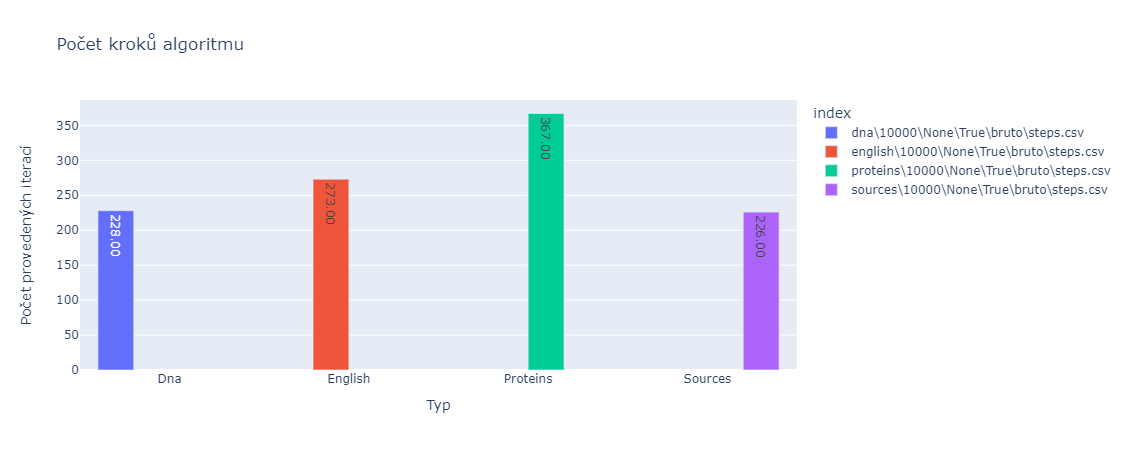 Počet kroků algoritmu
Počet provedených iterací
350
300
250
200
150
100
50
0
228.00
273.00
367.00
226.00
Dna
English
Proteins
Sources
Typ
index
dna\10000\None\True\bruto\steps.csv
english\10000\None\True\bruto\steps.csv
proteins\10000\None\True\bruto\steps.csv
sources\10000\None\True\bruto\steps.csv